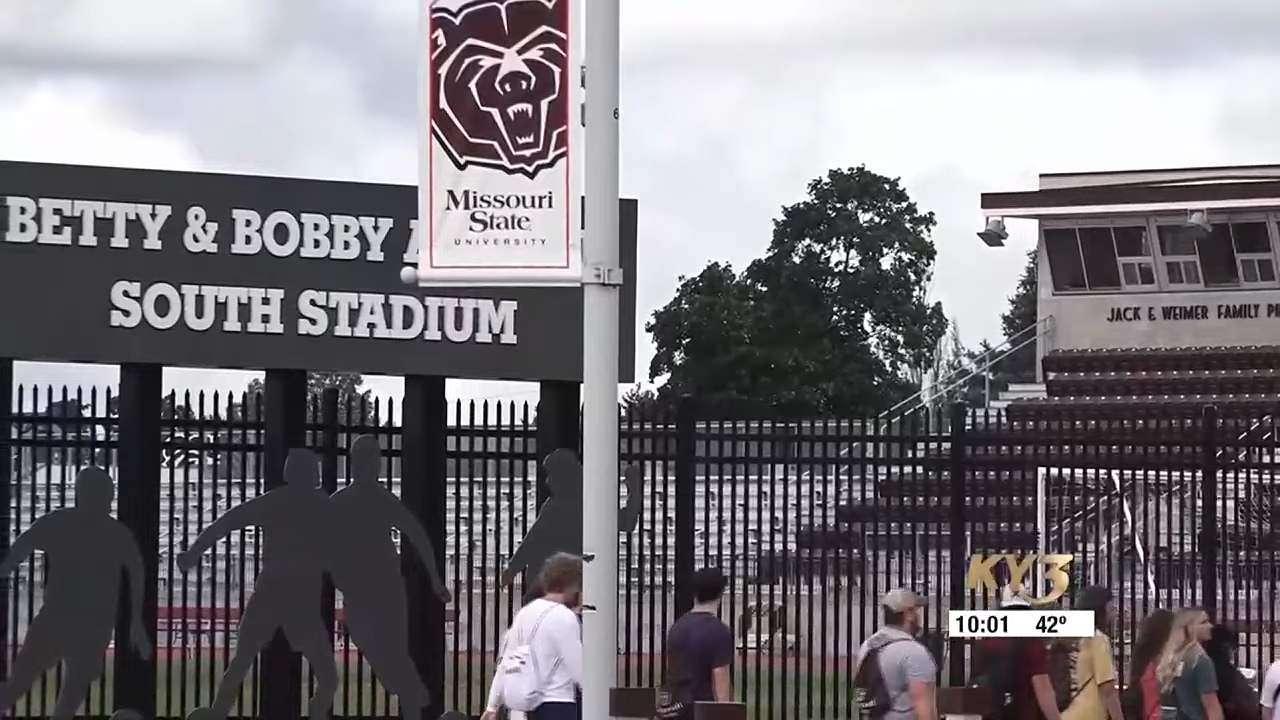 Missouri
State
UNIVERSITY
BETTY & BOBBY
SOUTH STADIUM
JACK E WEIMER FAMILY
KY3
10:01 42°